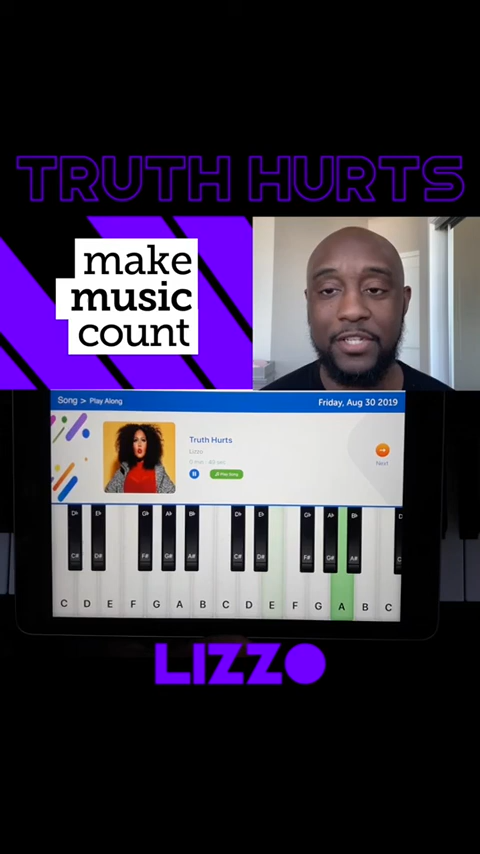 TRUTH HURTS
make
music
count
Song > Play Along
Friday, Aug 30 2019
Truth Hurts
Lizzo
Play Song
Next
D♭ E♭ G♭ A♭ B♭ D♭ E♭ G♭ A♭ B♭ D
C# D# F# G# A# C# D# F# G# A# C
C D E F G A B C D E F G A B C
LIZZO